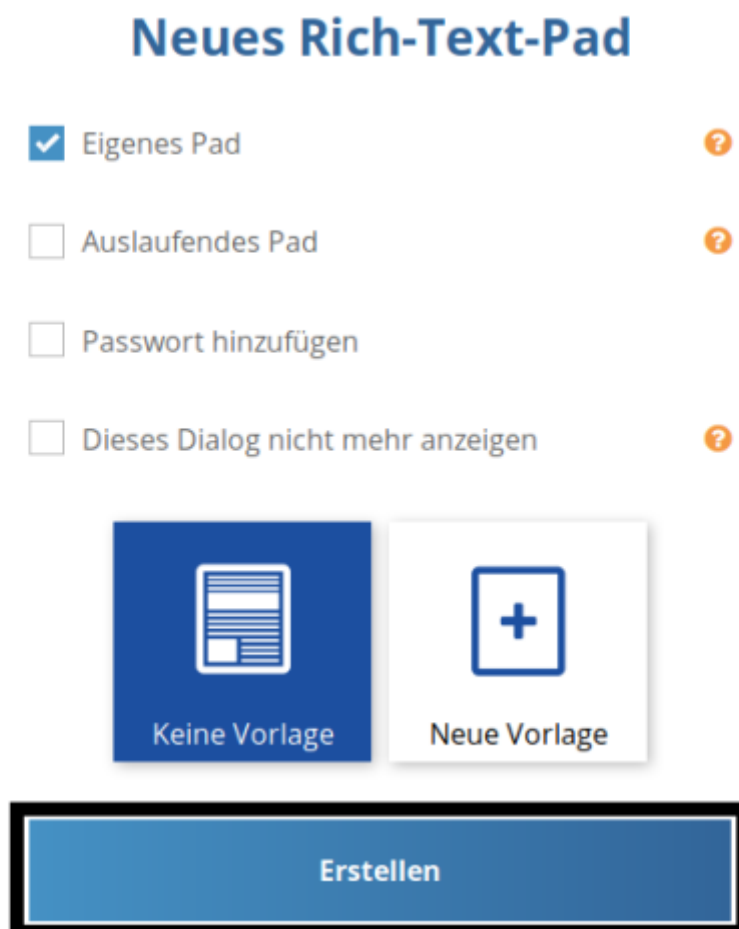 Neues Rich-Text-Pad
Eigenes Pad ?
Auslaufendes Pad ?
Passwort hinzufügen
Dieses Dialog nicht mehr anzeigen ?
Keine Vorlage Neue Vorlage
Erstellen